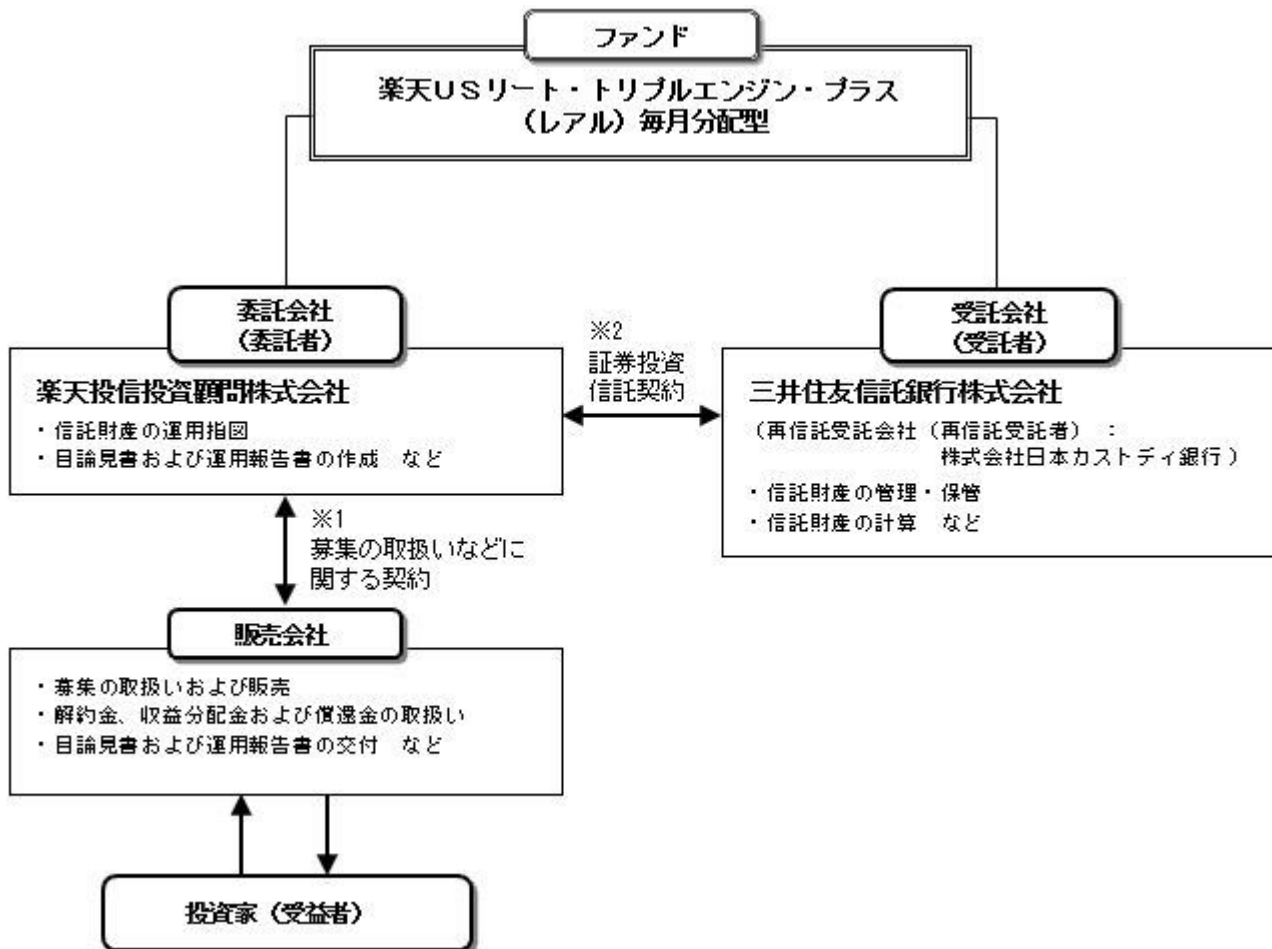 ファンド
楽天USリート・トリプルエンジン・プラス
（レアル）毎月分配型
委託会社
（委託者）
楽天投信投資顧問株式会社
・信託財産の運用指図
・目論見書および運用報告書の作成　など
※2
証券投資
信託契約
受託会社
（受託者）
三井住友信託銀行株式会社
（再信託受託会社（再信託受託者）：
株式会社日本カストディ銀行）
・信託財産の管理・保管
・信託財産の計算　など
※1
募集の取扱いなどに
関する契約
販売会社
・募集の取扱いおよび販売
・解約金、収益分配金および償還金の取扱い
・目論見書および運用報告書の交付　など
投資家（受益者）